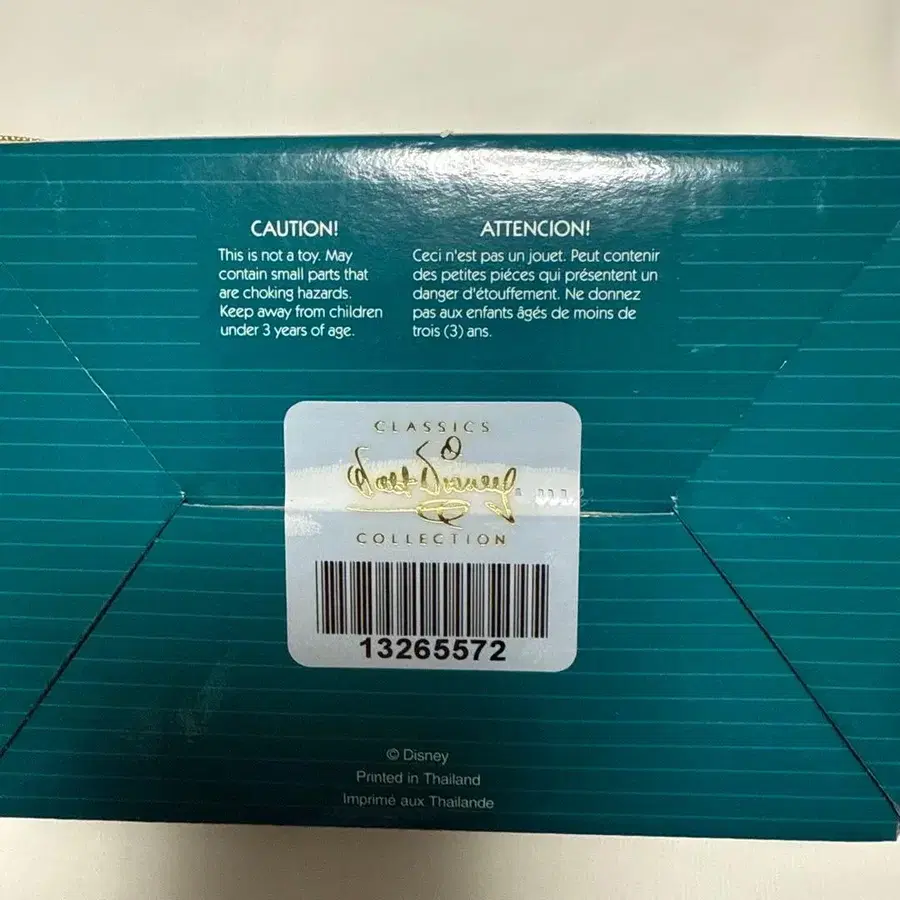 CAUTION!
This is not a toy. May
contain small parts that
are choking hazards.
Keep away from children
under 3 years of age.
ATTENCION!
Ceci n'est pas un jouet. Peut contenir
des petites piéces qui présentent un
danger d'étouffement. Ne donnez
pas aux enfants âgés de moins de
trois (3) ans.
CLASSICS
Walt Disney
COLLECTION
13265572
© Disney
Printed in Thailand
Imprimé aux Thailande